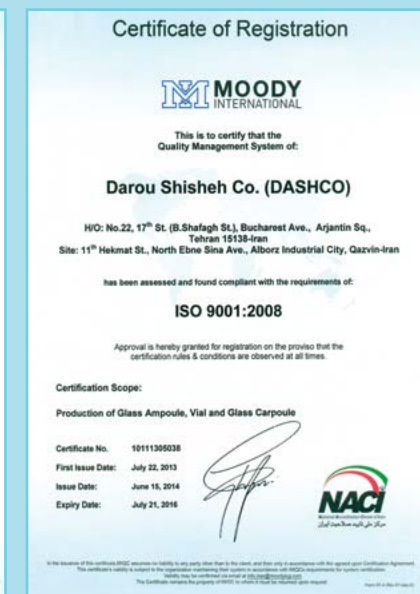 Certificate of Registration
MOODY
INTERNATIONAL
This is to certify that the
Quality Management System of:
Darou Shisheh Co. (DASHCO)
H/O: No.22, 17th St. (B.Shafagh St.), Bucharest Ave., Arjantin Sq.,
Tehran 15138-Iran
Site: 11th Hekmat St., North Ebne Sina Ave., Alborz Industrial City, Qazvin-Iran
has been assessed and found compliant with the requirements of:
ISO 9001:2008
Approval is hereby granted for registration on the proviso that the
certification rules & conditions are observed at all times.
Certification Scope:
Production of Glass Ampoule, Vial and Glass Carpoule
Certificate No. 10111305038
First Issue Date: July 22, 2013
Issue Date: June 15, 2014
Expiry Date: July 21, 2016
NACI
مرکز ملی تایید صلاحیت ایران